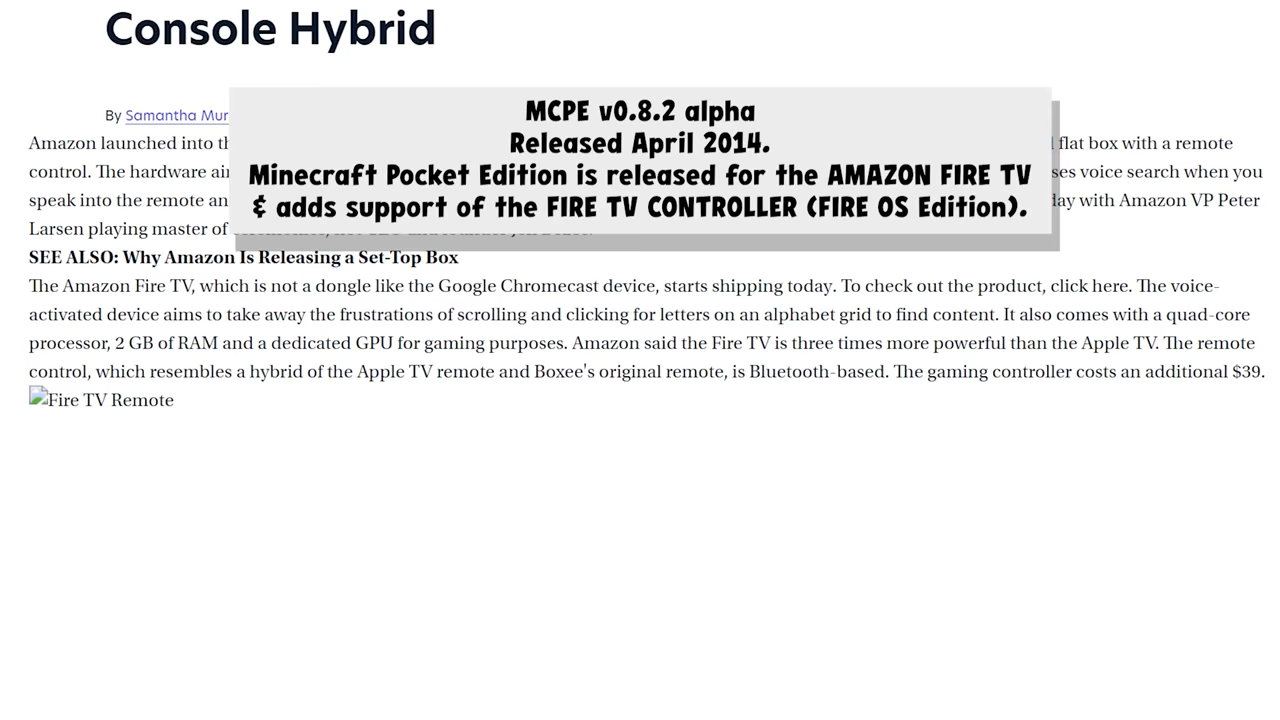 Console Hybrid
By Samantha Mur
MCPE v0.8.2 alpha
Released April 2014.
Minecraft Pocket Edition is released for the AMAZON FIRE TV
& adds support of the FIRE TV CONTROLLER (FIRE OS Edition).
Amazon launched into flat box with a remote
control. The hardware voice search when you
speak into the remote day with Amazon VP Peter
Larsen playing master of
SEE ALSO: Why Amazon Is Releasing a Set-Top Box
The Amazon Fire TV, which is not a dongle like the Google Chromecast device, starts shipping today. To check out the product, click here. The voice-
activated device aims to take away the frustrations of scrolling and clicking for letters on an alphabet grid to find content. It also comes with a quad-core
processor, 2 GB of RAM and a dedicated GPU for gaming purposes. Amazon said the Fire TV is three times more powerful than the Apple TV. The remote
control, which resembles a hybrid of the Apple TV remote and Boxee's original remote, is Bluetooth-based. The gaming controller costs an additional $39.
Fire TV Remote